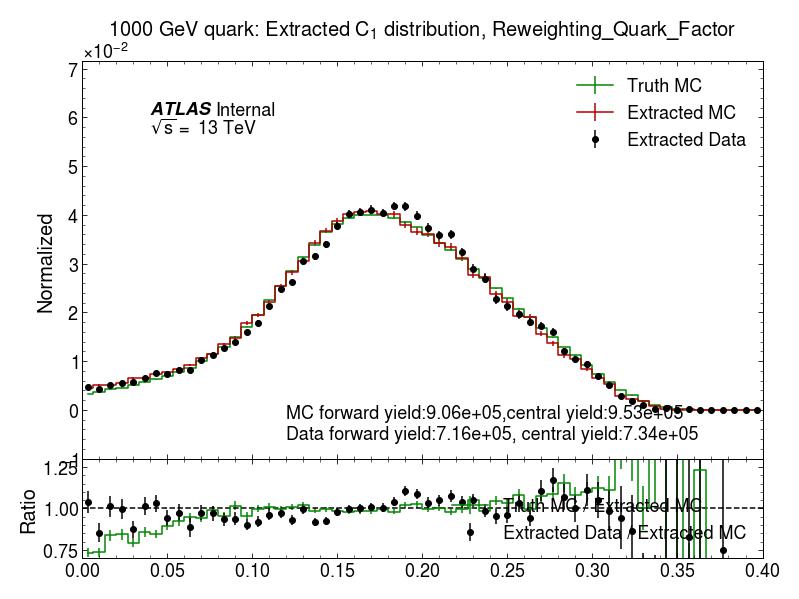 1000 GeV quark: Extracted C₁ distribution, Reweighting_Quark_Factor
×10⁻²
7
6
5
4
3
2
1
0
1
Normalized
ATLAS Internal
√s = 13 TeV
Truth MC
Extracted MC
Extracted Data
MC forward yield:9.06e+05,central yield:9.53e+05
Data forward yield:7.16e+05, central yield:7.34e+05
1.25
1.00
0.75
Ratio
Truth MC / Extracted MC
Extracted Data / Extracted MC
0.00 0.05 0.10 0.15 0.20 0.25 0.30 0.35 0.40